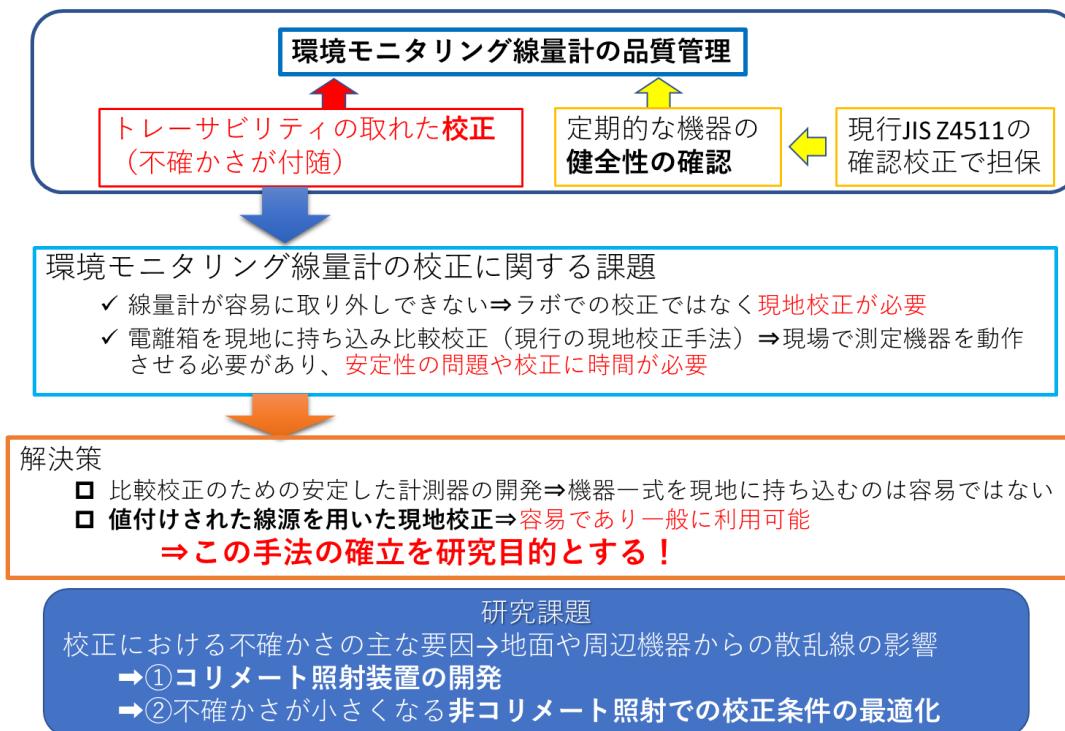 環境モニタリング線量計の品質管理
トレーサビリティの取れた校正
（不確かさが付随）
定期的な機器の
健全性の確認
現行JIS Z4511の
確認校正で担保
環境モニタリング線量計の校正に関する課題
✓ 線量計が容易に取り外しできない⇒ラボでの校正ではなく現地校正が必要
✓ 電離箱を現地に持ち込み比較校正（現行の現地校正手法）⇒現場で測定機器を動作
させる必要があり、安定性の問題や校正に時間が必要
解決策
比較校正のための安定した計測器の開発⇒機器一式を現地に持ち込むのは容易ではない
値付けされた線源を用いた現地校正⇒容易であり一般に利用可能
⇒この手法の確立を研究目的とする！
研究課題
校正における不確かさの主な要因→地面や周辺機器からの散乱線の影響
➡①コリメート照射装置の開発
➡②不確かさが小さくなる非コリメート照射での校正条件の最適化